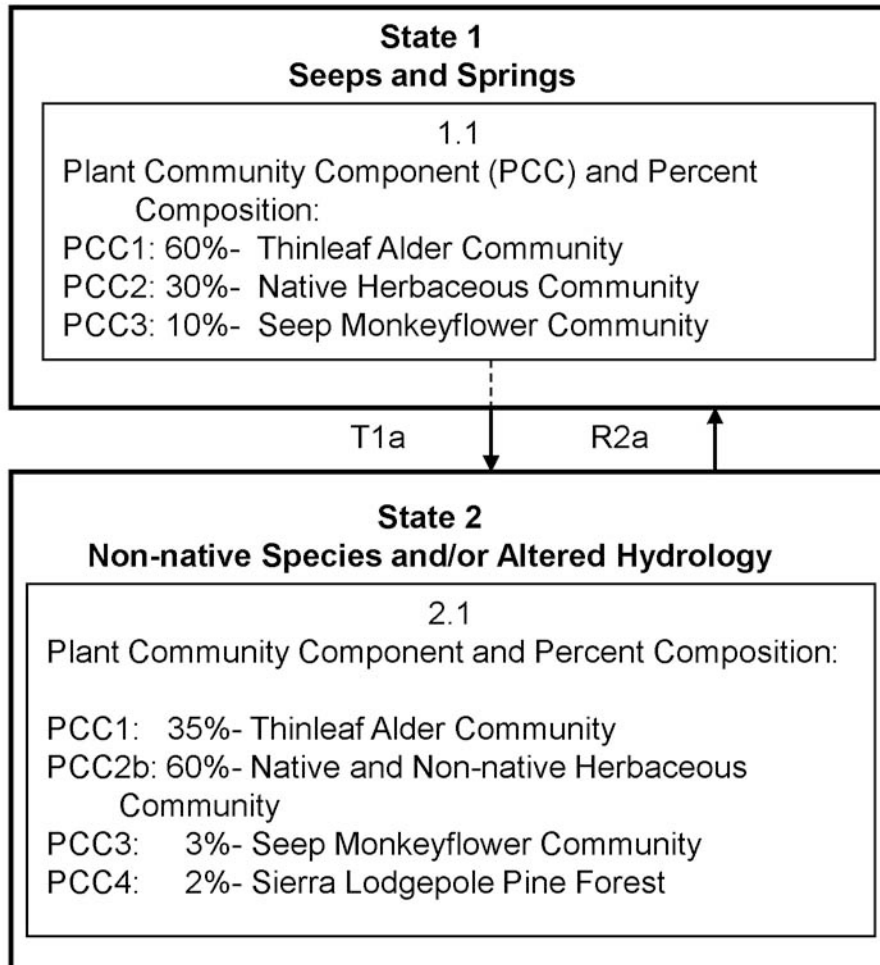 State 1
Seeps and Springs
1.1
Plant Community Component (PCC) and Percent
Composition:
PCC1: 60%- Thinleaf Alder Community
PCC2: 30%- Native Herbaceous Community
PCC3: 10%- Seep Monkeyflower Community
T1a R2a
State 2
Non-native Species and/or Altered Hydrology
2.1
Plant Community Component and Percent Composition:
PCC1: 35%- Thinleaf Alder Community
PCC2b: 60%- Native and Non-native Herbaceous
Community
PCC3: 3%- Seep Monkeyflower Community
PCC4: 2%- Sierra Lodgepole Pine Forest